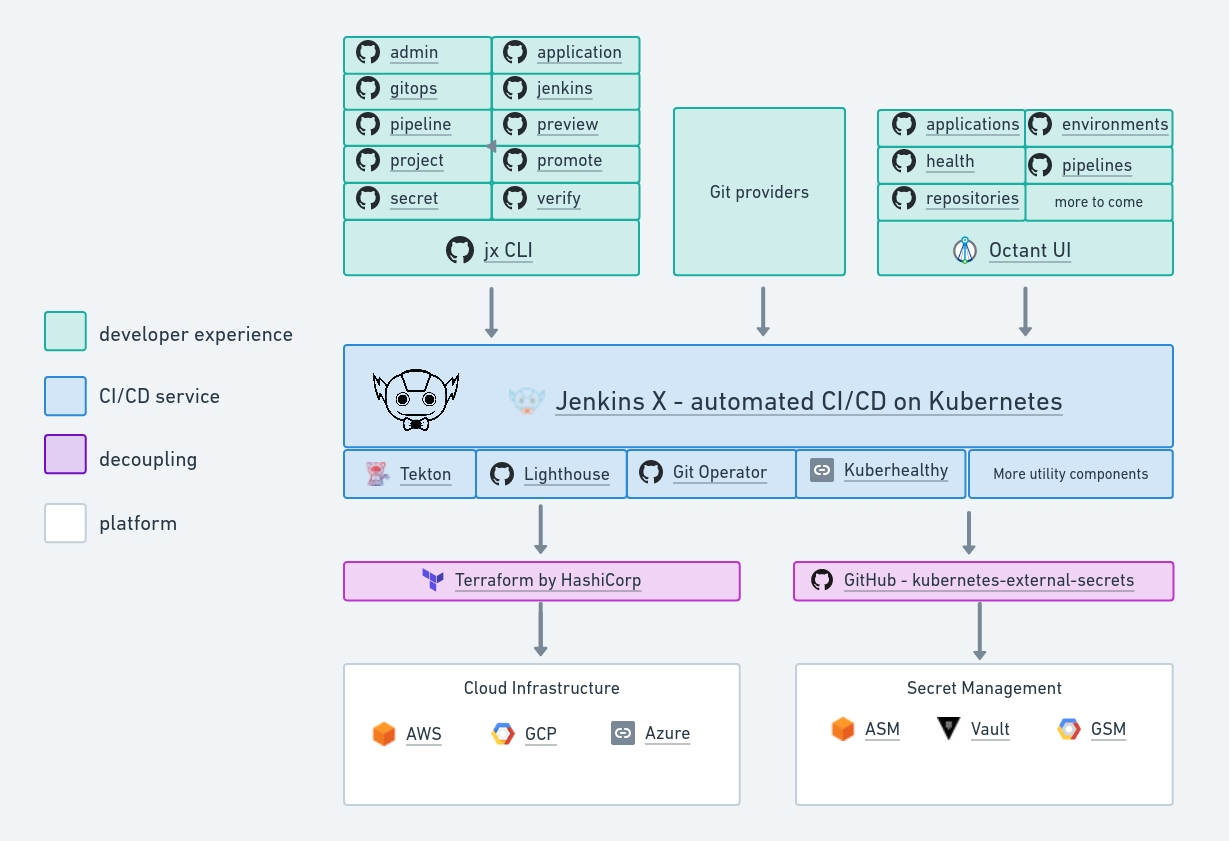 admin
application
gitops
jenkins
pipeline
preview
project
promote
secret
verify
jx CLI
Git providers
applications
environments
health
pipelines
repositories
more to come
Octant UI
developer experience
CI/CD service
decoupling
platform
Jenkins X - automated CI/CD on Kubernetes
Tekton
Lighthouse
Git Operator
Kuberhealthy
More utility components
Terraform by HashiCorp
GitHub - kubernetes-external-secrets
Cloud Infrastructure
AWS
GCP
Azure
Secret Management
ASM
Vault
GSM